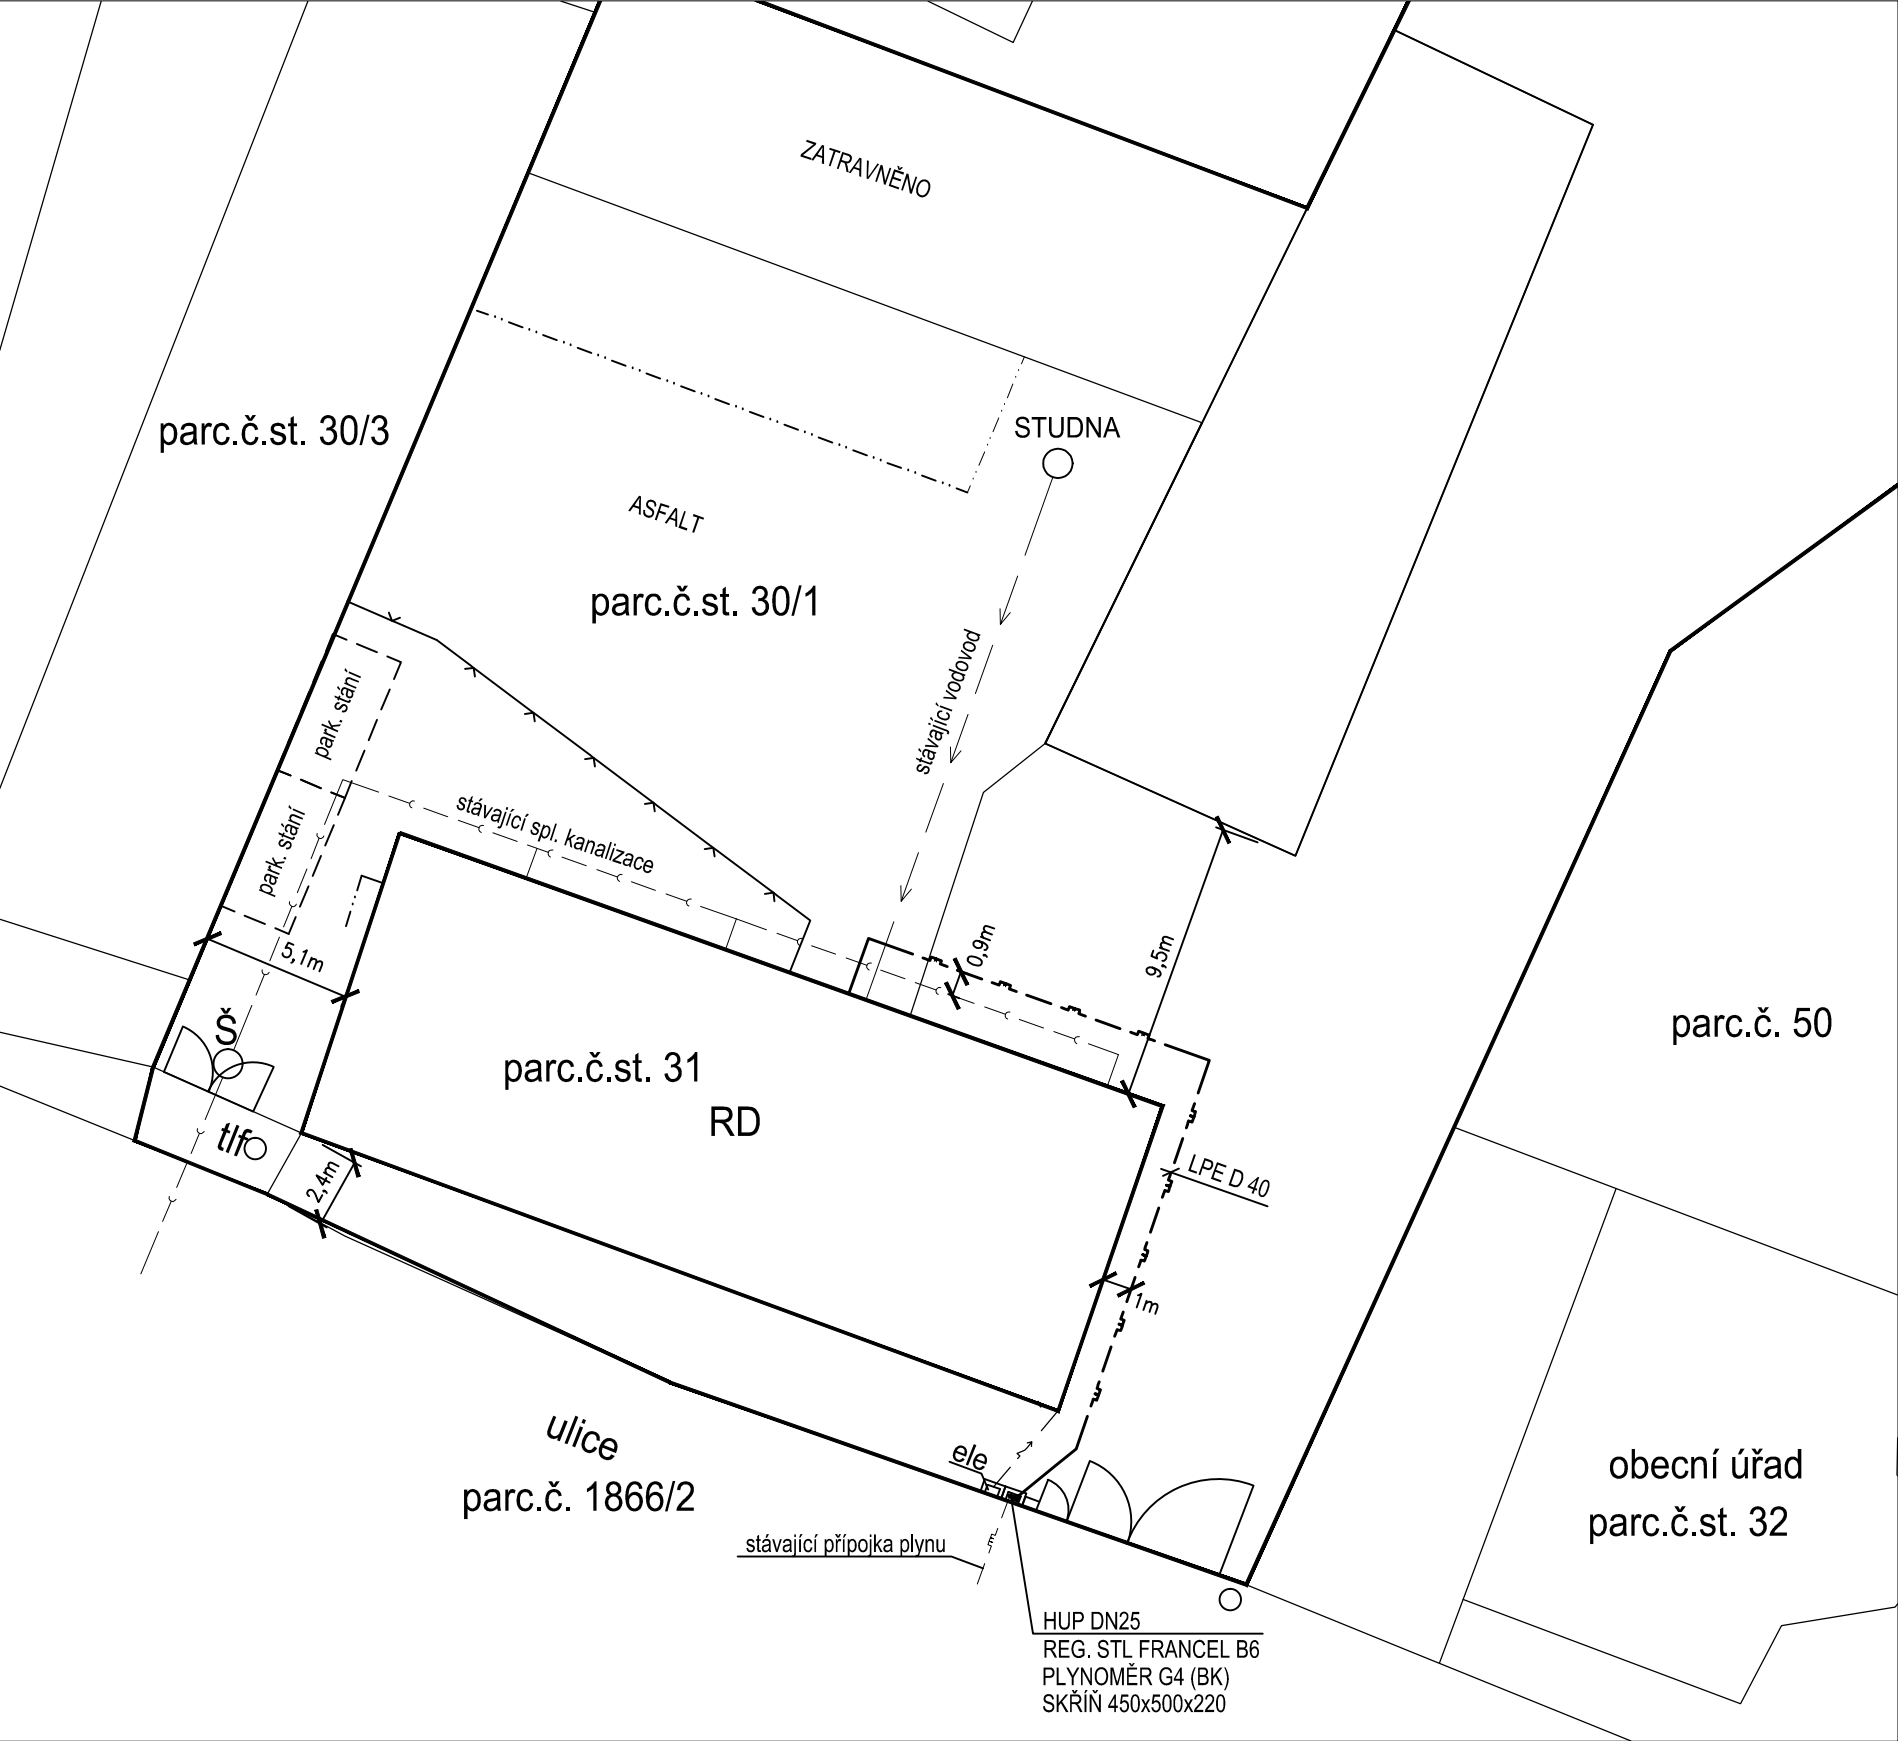 ZATRAVNĚNO
parc.č.st. 30/3
STUDNA
ASFALT
parc.č.st. 30/1
stávající vodovod
park. stání
park. stání
stávající spl. kanalizace
5,1m
0,9m
9,5m
Š
parc.č.st. 31
RD
parc.č. 50
tlf
2,4m
LPE D 40
1m
ulice
parc.č. 1866/2
ele
obecní úřad
parc.č.st. 32
stávající přípojka plynu
HUP DN25
REG. STL FRANCEL B6
PLYNOMĚR G4 (BK)
SKŘÍŇ 450x500x220